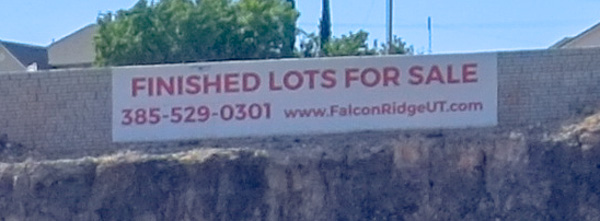 FINISHED LOTS FOR SALE
385-529-0301 www.FalconRidgeUT.com